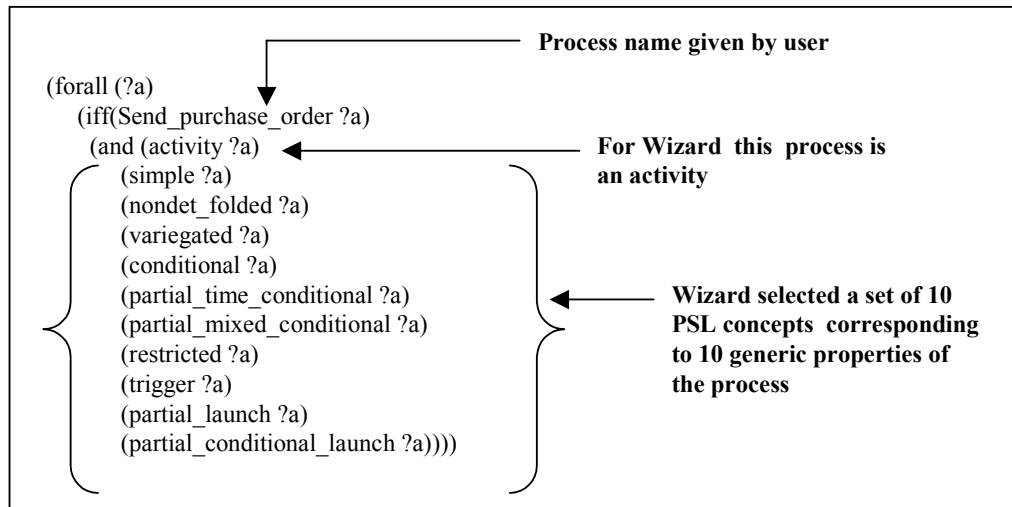 Process name given by user
(forall (?a)
(iff(Send_purchase_order ?a)
(and (activity ?a)
For Wizard this process is
an activity
(simple ?a)
(nondet_folded ?a)
(variegated ?a)
(conditional ?a)
(partial_time_conditional ?a)
(partial_mixed_conditional ?a)
(restricted ?a)
(trigger ?a)
(partial_launch ?a)
(partial_conditional_launch ?a))))
Wizard selected a set of 10
PSL concepts corresponding
to 10 generic properties of
the process